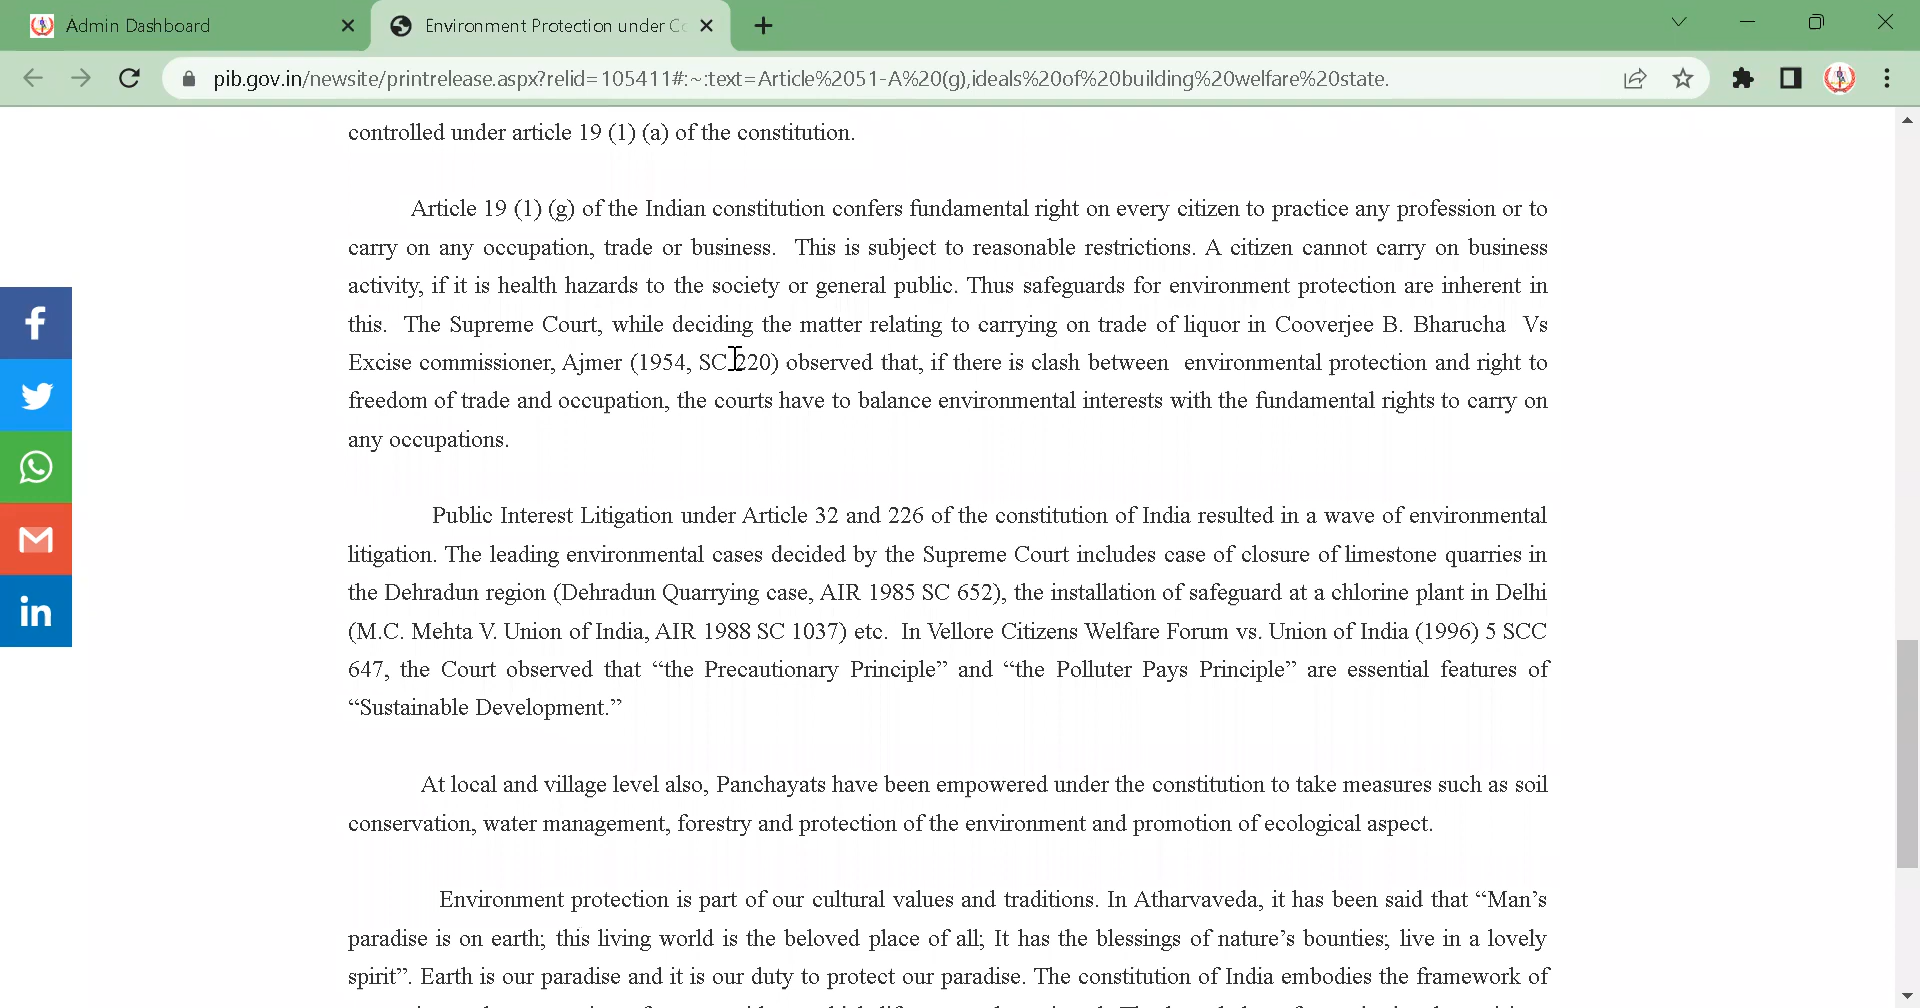 Admin Dashboard
Environment Protection under C
pib.gov.in/newsite/printrelease.aspx?relid=105411#:~:text=Article%2051-A%20(g),ideals%20of%20building%20welfare%20state.
controlled under article 19 (1) (a) of the constitution.
Article 19 (1) (g) of the Indian constitution confers fundamental right on every citizen to practice any profession or to
carry on any occupation, trade or business. This is subject to reasonable restrictions. A citizen cannot carry on business
activity, if it is health hazards to the society or general public. Thus safeguards for environment protection are inherent in
this. The Supreme Court, while deciding the matter relating to carrying on trade of liquor in Cooverjee B. Bharucha Vs
Excise commissioner, Ajmer (1954, SC 220) observed that, if there is clash between environmental protection and right to
freedom of trade and occupation, the courts have to balance environmental interests with the fundamental rights to carry on
any occupations.
Public Interest Litigation under Article 32 and 226 of the constitution of India resulted in a wave of environmental
litigation. The leading environmental cases decided by the Supreme Court includes case of closure of limestone quarries in
the Dehradun region (Dehradun Quarrying case, AIR 1985 SC 652), the installation of safeguard at a chlorine plant in Delhi
(M.C. Mehta V. Union of India, AIR 1988 SC 1037) etc. In Vellore Citizens Welfare Forum vs. Union of India (1996) 5 SCC
647, the Court observed that “the Precautionary Principle” and “the Polluter Pays Principle” are essential features of
“Sustainable Development.”
At local and village level also, Panchayats have been empowered under the constitution to take measures such as soil
conservation, water management, forestry and protection of the environment and promotion of ecological aspect.
Environment protection is part of our cultural values and traditions. In Atharvaveda, it has been said that “Man’s
paradise is on earth; this living world is the beloved place of all; It has the blessings of nature’s bounties; live in a lovely
spirit”. Earth is our paradise and it is our duty to protect our paradise. The constitution of India embodies the framework of